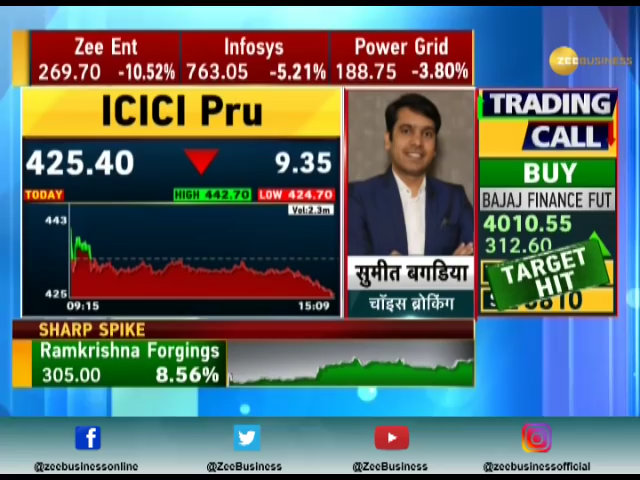 Zee Ent
269.70 -10.52%
Infosys
763.05 -5.21%
Power Grid
188.75 -3.80%
ZEEBUSINESS
ICICI Pru
425.40 9.35
TODAY HIGH 442.70 LOW 424.70
Vol:2.3m
443
425
09:15 15:09
सुमीत बगडिया
चॉइस ब्रोकिंग
TRADING
CALL
BUY
BAJAJ FINANCE FUT
4010.55
312.60
TARGET
HIT
SHARP SPIKE
Ramkrishna Forgings
305.00 8.56%
@zeebusinessonline
@ZeeBusiness
@ZeeBusiness
@zeebusinessofficial